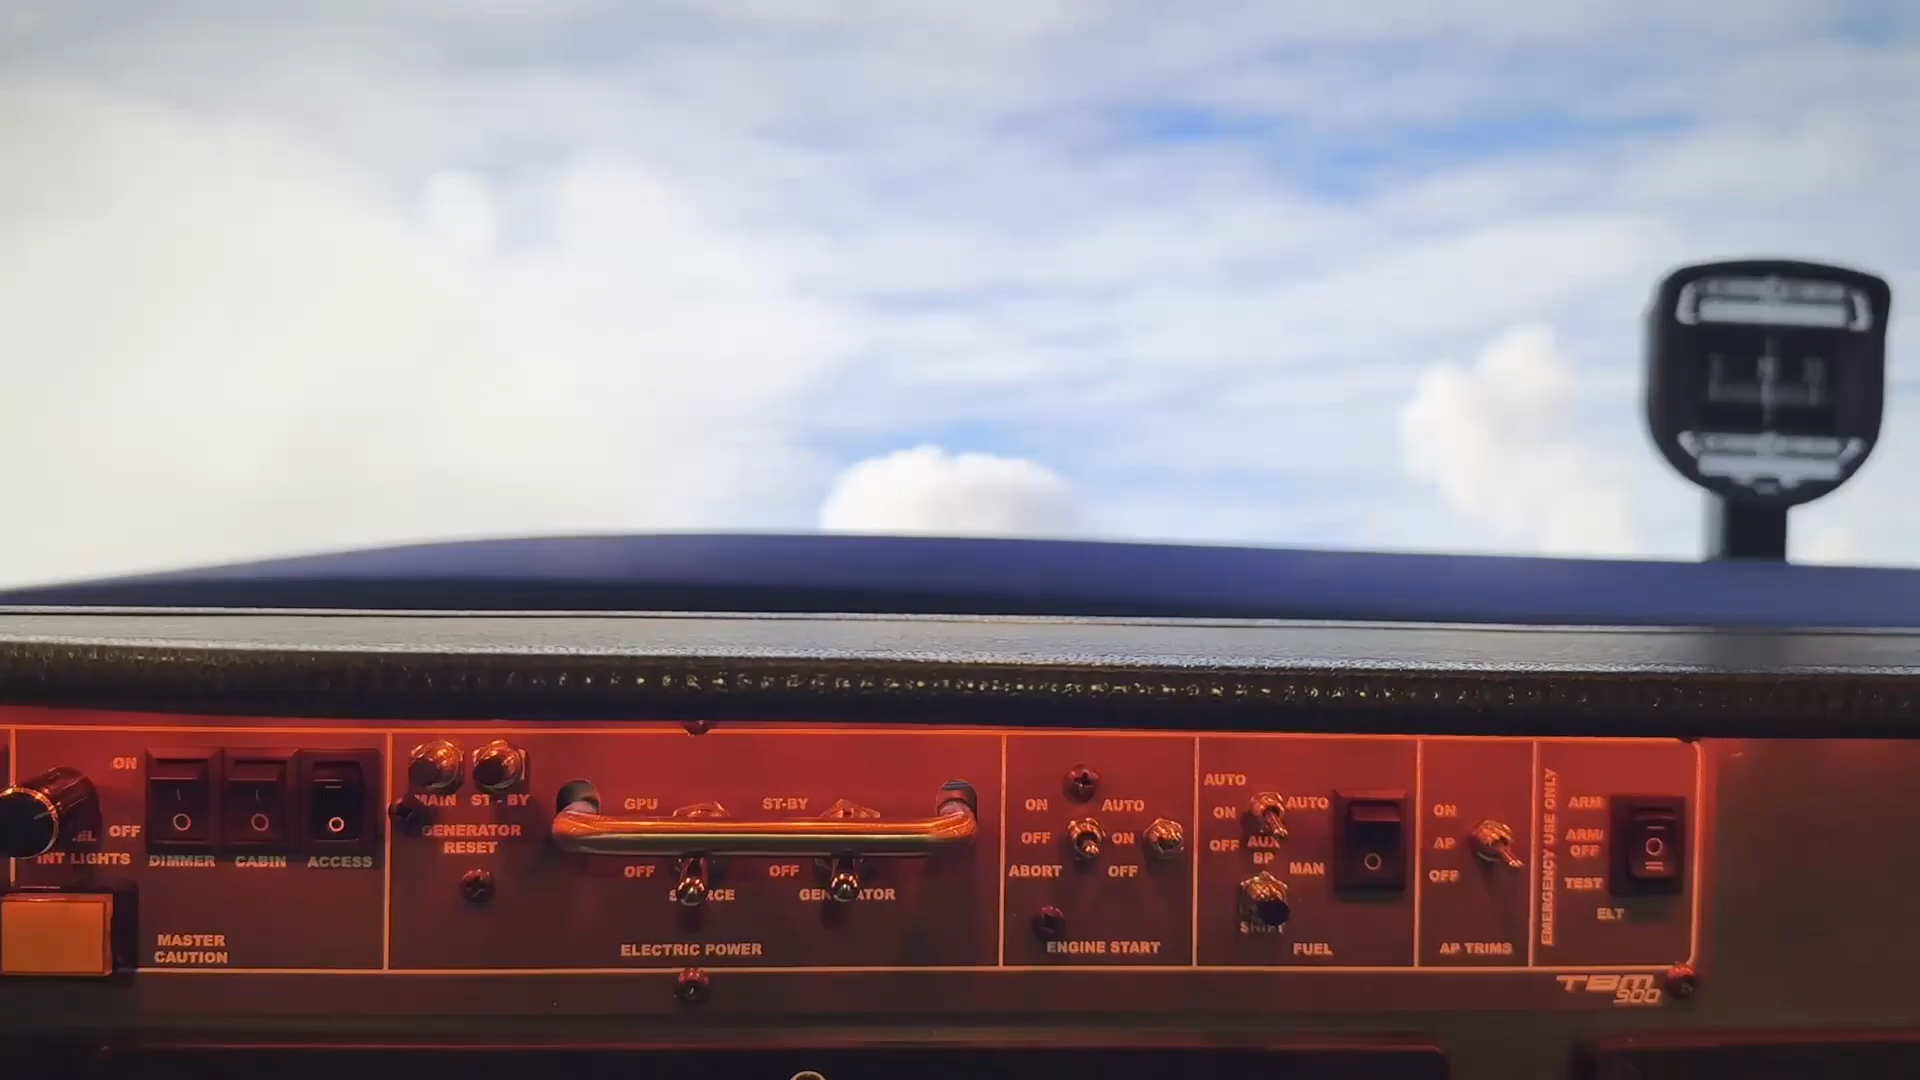 ON
OFF
INT LIGHTS
DIMMER
CABIN
ACCESS
MASTER
CAUTION
MAIN ST-BY
GENERATOR
RESET
GPU
OFF
ST-BY
OFF
ELECTRIC POWER
ON
OFF
ABORT
AUTO
ON
OFF
ENGINE START
AUTO
ON
OFF
AUX
BP
AUTO
MAN
SHIFT
FUEL
ON
AP
OFF
AP TRIMS
EMERGENCY USE ONLY
ARM
ARM/
OFF
TEST
ELT
TBM
900